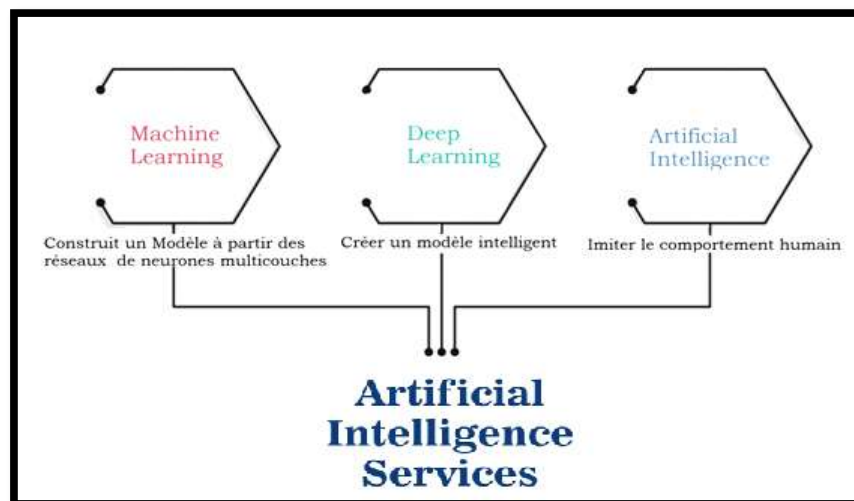 Machine
Learning
Deep
Learning
Artificial
Intelligence
Construit un Modèle à partir des
réseaux de neurones multicouches
Créer un modèle intelligent
Imiter le comportement humain
Artificial
Intelligence
Services